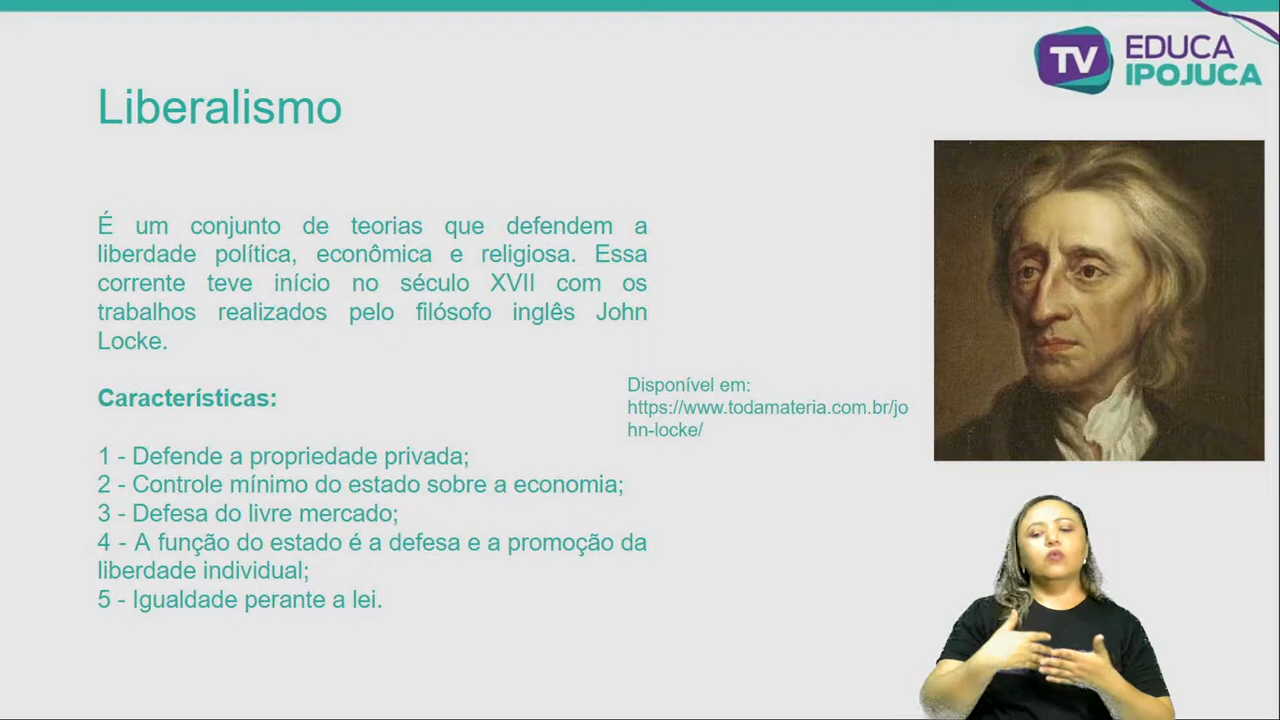 TV EDUCA
IPOJUCA
Liberalismo
É um conjunto de teorias que defendem a
liberdade política, econômica e religiosa. Essa
corrente teve início no século XVII com os
trabalhos realizados pelo filósofo inglês John
Locke.
Características:
1 - Defende a propriedade privada;
2 - Controle mínimo do estado sobre a economia;
3 - Defesa do livre mercado;
4 - A função do estado é a defesa e a promoção da
liberdade individual;
5 - Igualdade perante a lei.
Disponível em:
https://www.todamateria.com.br/jo
hn-locke/